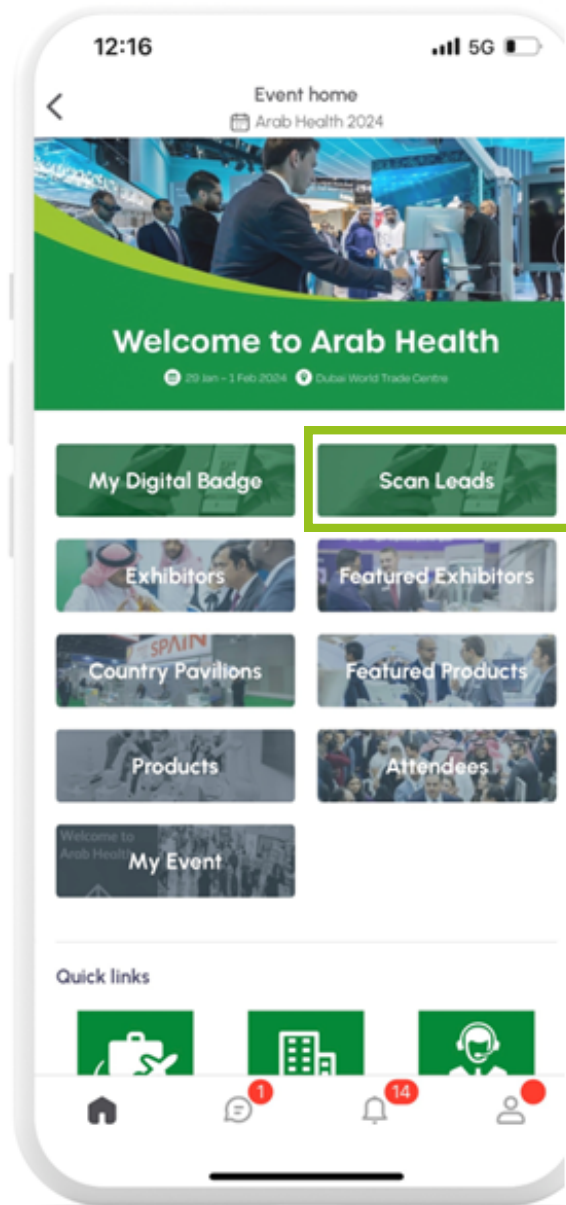 12:16
5G
Event home
Arab Health 2024
Welcome to Arab Health
29 Jan – 1 Feb 2024 Dubai World Trade Centre
My Digital Badge
Scan Leads
Exhibitors
Featured Exhibitors
SPAIN
Country Pavilions
Featured Products
Products
Attendees
Welcome to
Arab Health
My Event
Quick links
1
14